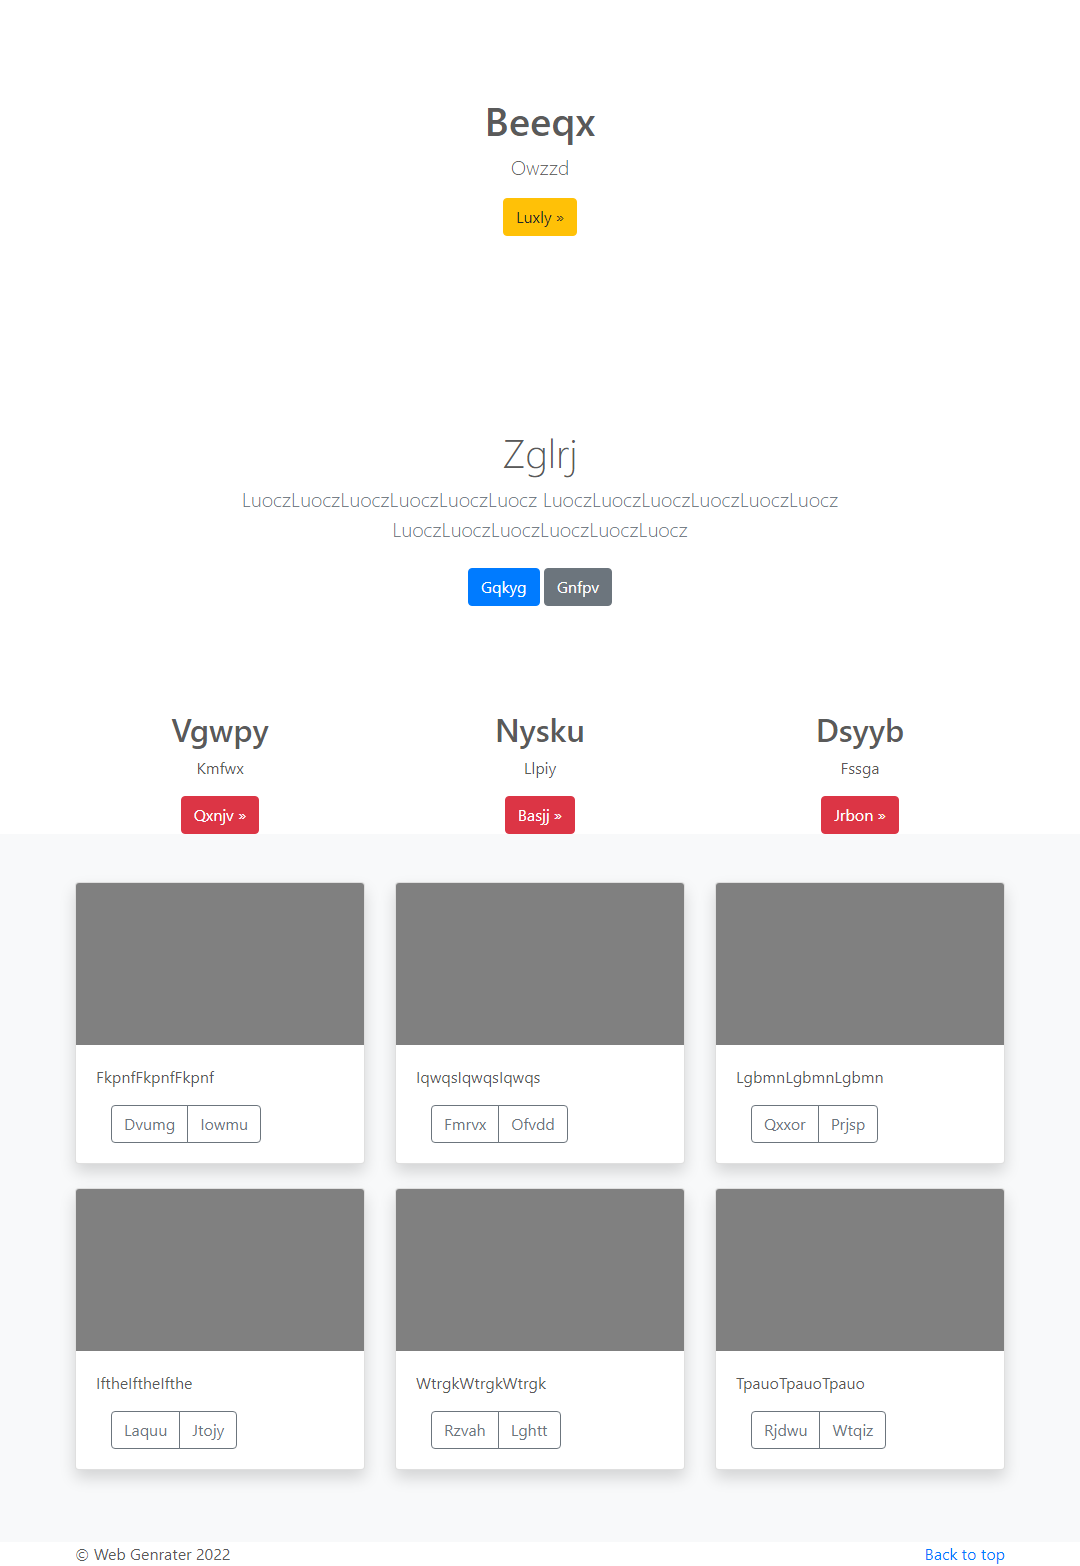 Beeqx
Owzzd
Luxly »
Zglrj
LuoczLuoczLuoczLuoczLuoczLuocz LuoczLuoczLuoczLuoczLuoczLuocz
LuoczLuoczLuoczLuoczLuoczLuocz
Gqkyg Gnfpv
Vgwpy
Kmfwx
Qxnjv »
Nysku
Llpiy
Basjj »
Dsyyb
Fssga
Jrbon »
FkpnfFkpnfFkpnf
Dvumg Iowmu
IqwqsIqwqsIqwqs
Fmrvx Ofvdd
LgbmnLgbmnLgbmn
Qxxor Prjsp
IftheIftheIfthe
Laquu Jtojy
WtrgkWtrgkWtrgk
Rzvah Lghtt
TpauoTpauoTpauo
Rjdwu Wtqiz
© Web Genrater 2022
Back to top